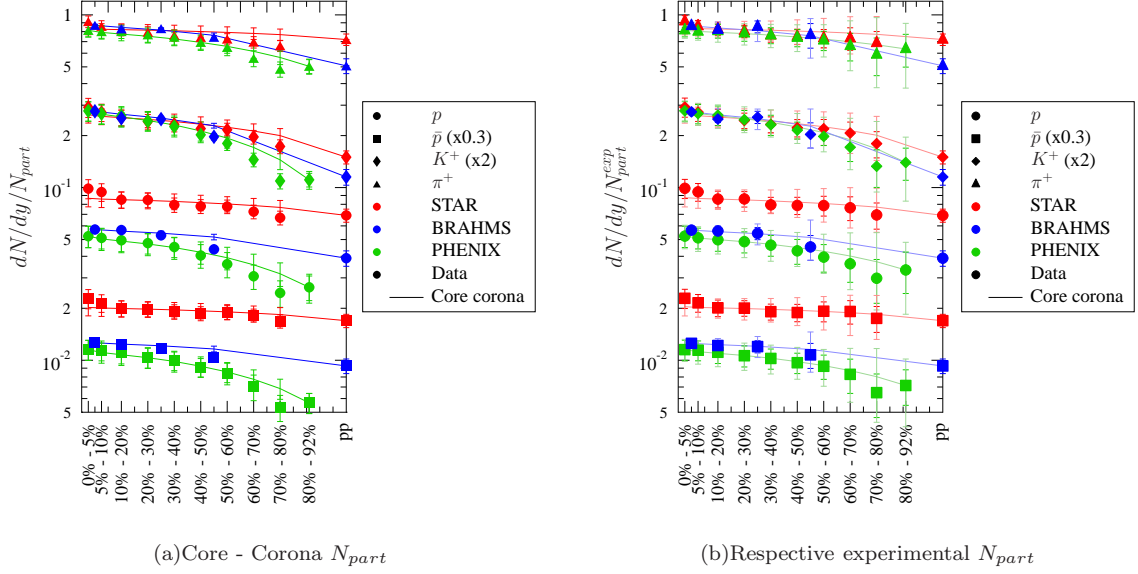 1
5
2
10⁻¹
5
2
10⁻²
5
dN/dy/N_part
0% - 5%
5% - 10%
10% - 20%
20% - 30%
30% - 40%
40% - 50%
50% - 60%
60% - 70%
70% - 80%
80% - 92%
pp
p
p̄ (x0.3)
K⁺ (x2)
π⁺
STAR
BRAHMS
PHENIX
Data
Core corona
(a)Core - Corona N_part
1
5
2
10⁻¹
5
2
10⁻²
5
dN/dy/N_part^exp
0% - 5%
5% - 10%
10% - 20%
20% - 30%
30% - 40%
40% - 50%
50% - 60%
60% - 70%
70% - 80%
80% - 92%
pp
p
p̄ (x0.3)
K⁺ (x2)
π⁺
STAR
BRAHMS
PHENIX
Data
Core corona
(b)Respective experimental N_part